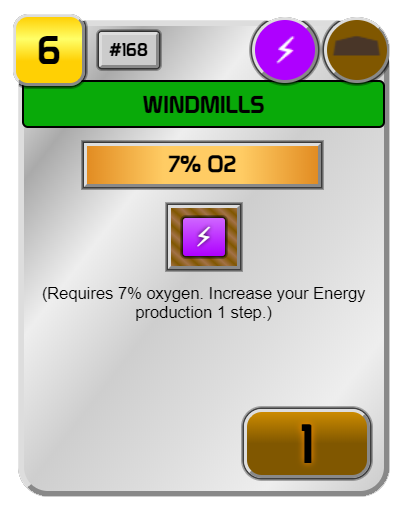 6
#168
WINDMILLS
7% O2
(Requires 7% oxygen. Increase your Energy
production 1 step.)
1